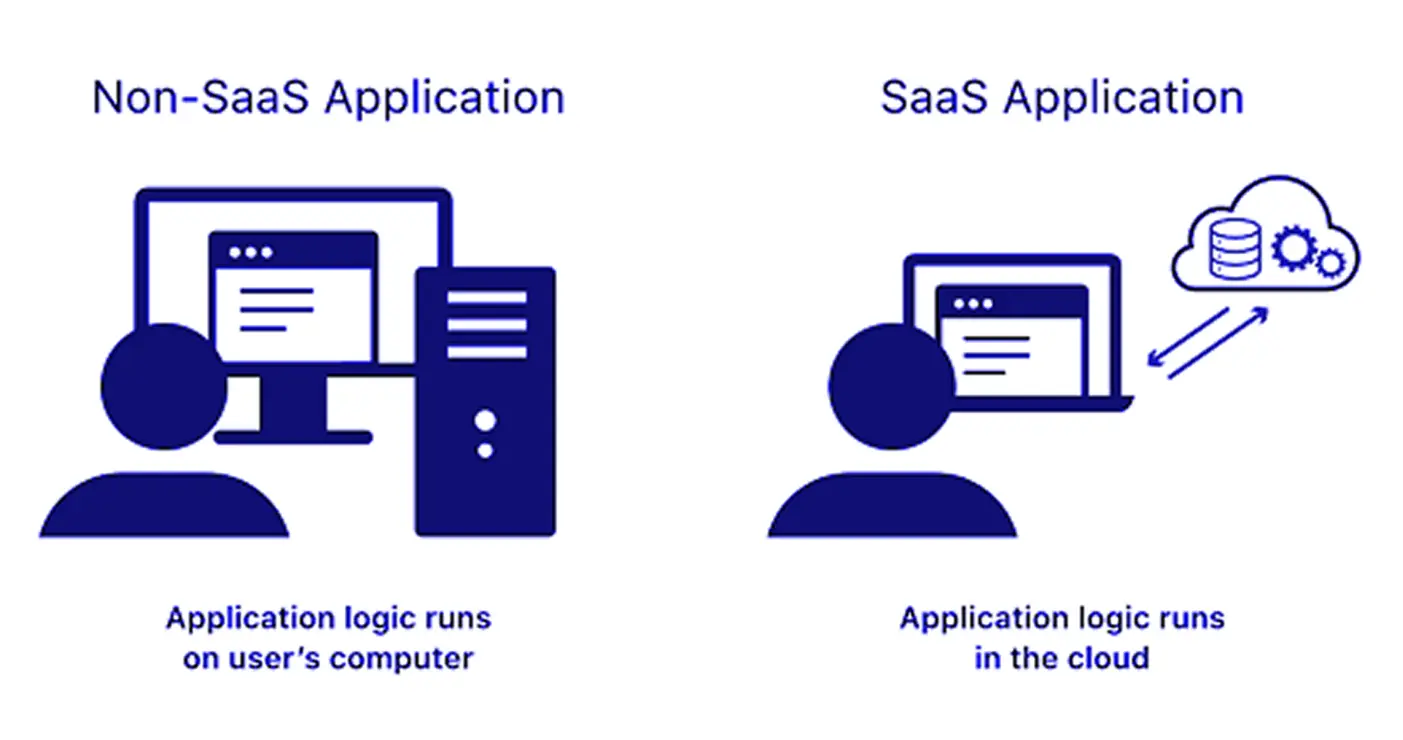 Non-SaaS Application
SaaS Application
Application logic runs
on user's computer
Application logic runs
in the cloud